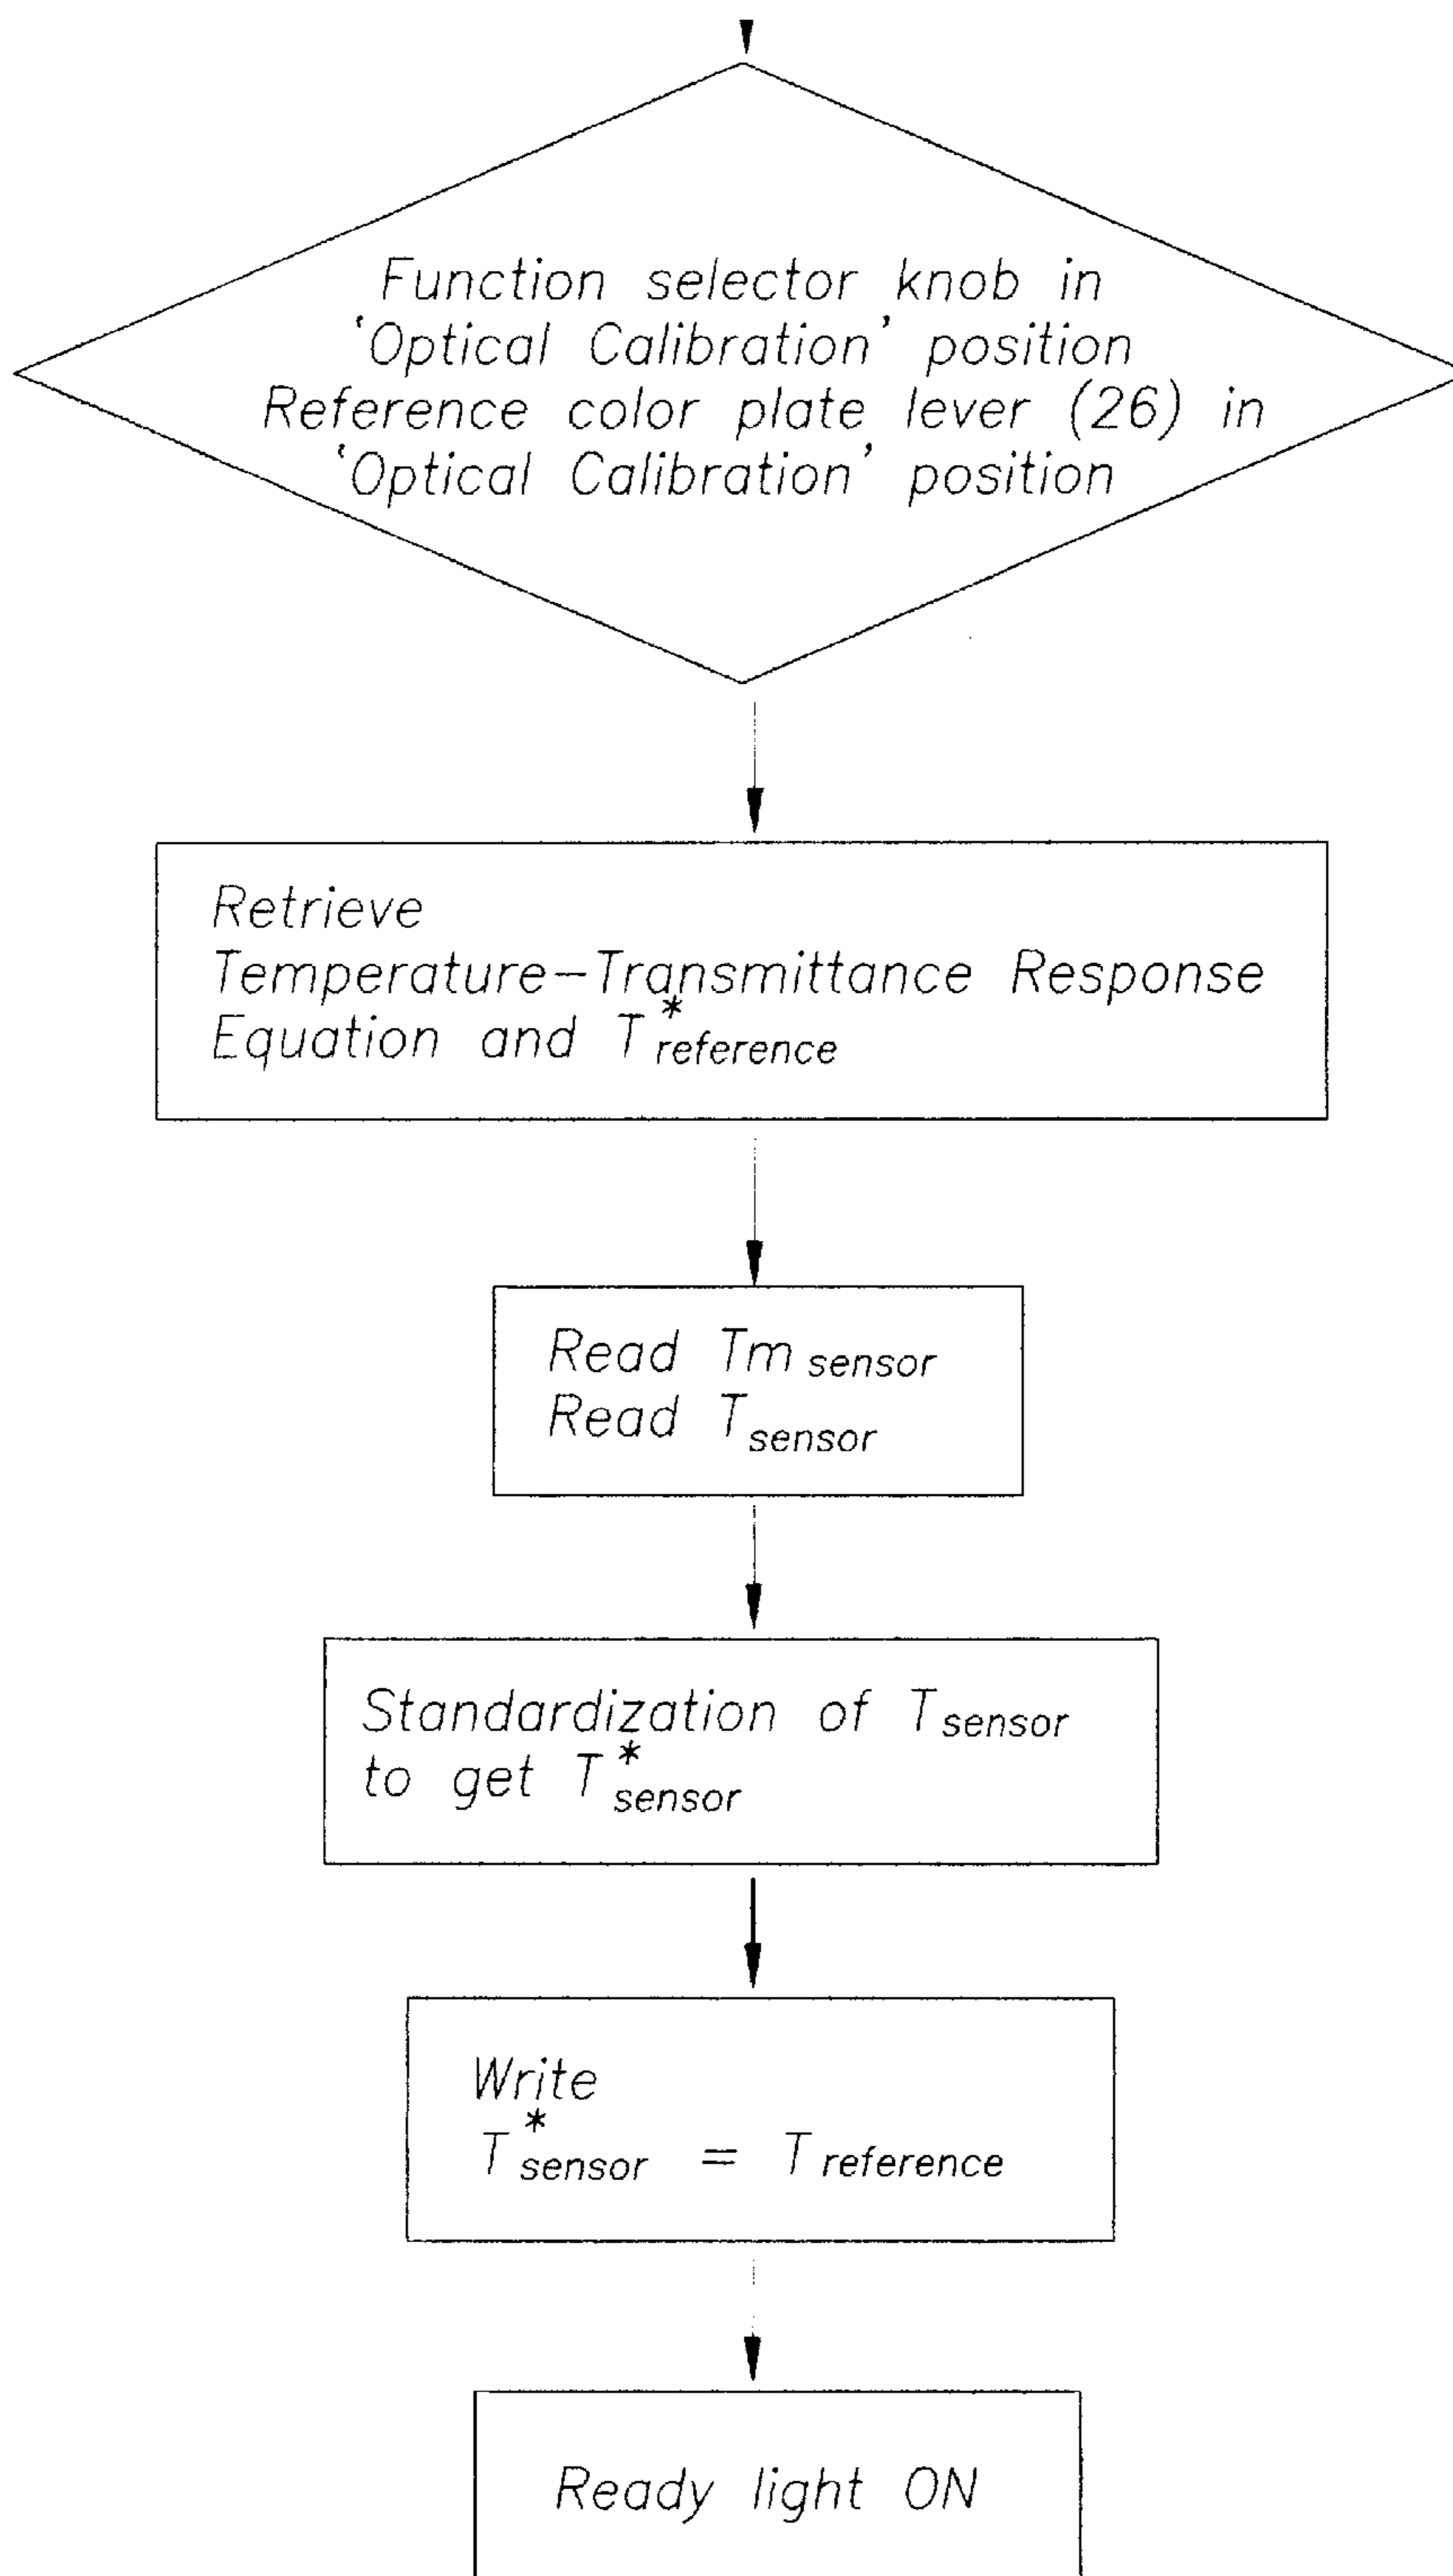 Function selector knob in
'Optical Calibration' position
Reference color plate lever (26) in
'Optical Calibration' position
Retrieve
Temperature-Transmittance Response
Equation and T*reference
Read Tm sensor
Read Tsensor
Standardization of Tsensor
to get T*sensor
Write
T*sensor = Treference
Ready light ON